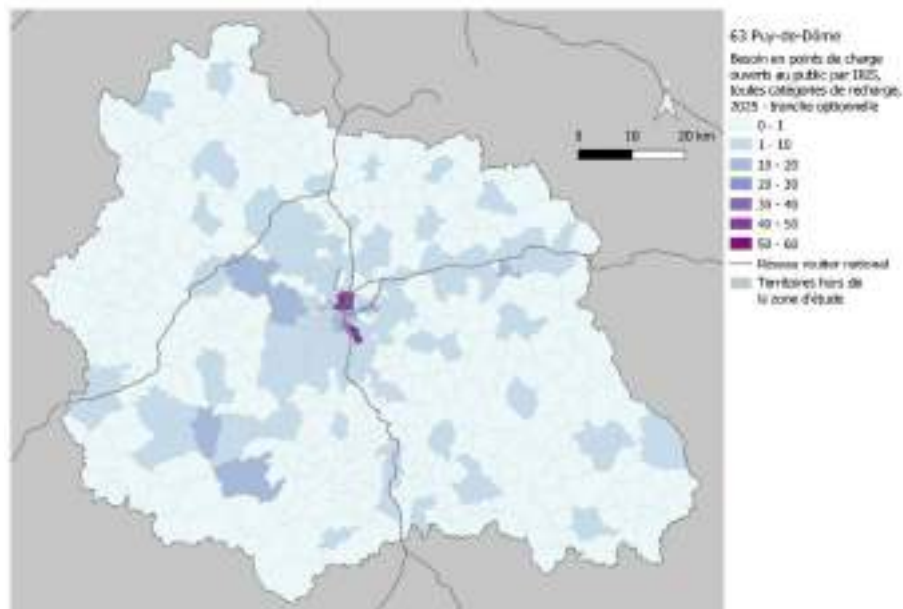 63 Puy-de-Dôme
Besoin en points de charge
ouverts au public par IRIS,
toutes catégories de recharge,
2025 - tranche optionnelle
0 - 1
1 - 10
10 - 20
20 - 30
30 - 40
40 - 50
50 - 60
Réseau routier national
Territoires hors de
la zone d'étude
0 10 20 km